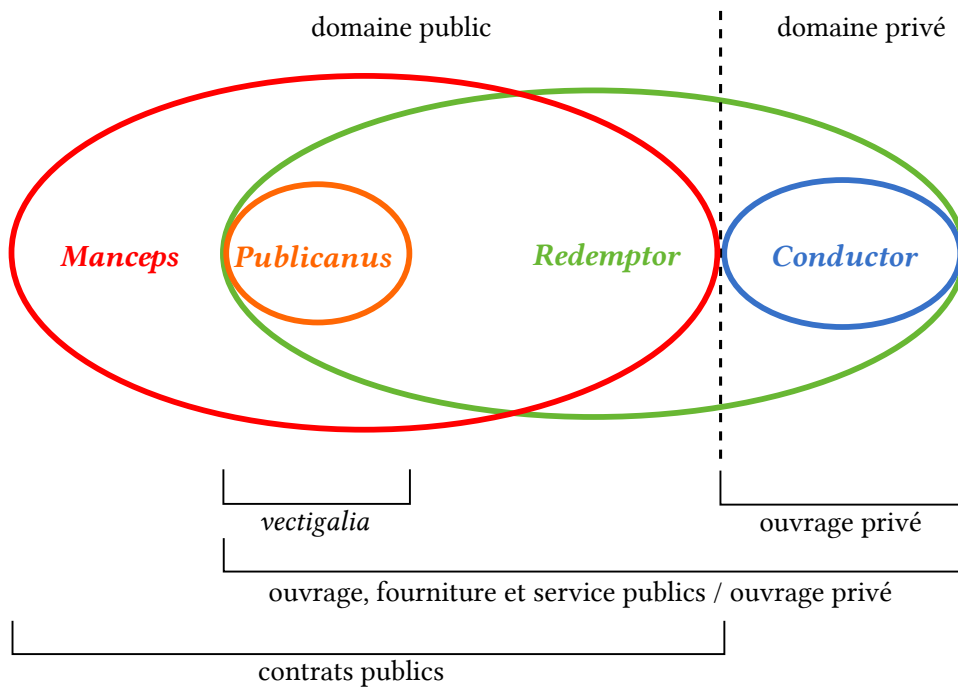 domaine public
domaine privé
Manceps
Publicanus
Redemptor
Conductor
vectigalia
ouvrage privé
ouvrage, fourniture et service publics / ouvrage privé
contrats publics